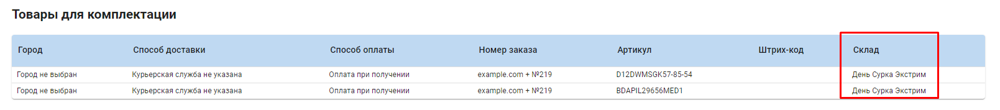 Товары для комплектации
Город Способ доставки Способ оплаты Номер заказа Артикул Штрих-код Склад
Город не выбран Курьерская служба не указана Оплата при получении example.com + №219 D12DWMSGK57-85-54 День Сурка Экстрим
Город не выбран Курьерская служба не указана Оплата при получении example.com + №219 BDAPIL29656MED1 День Сурка Экстрим